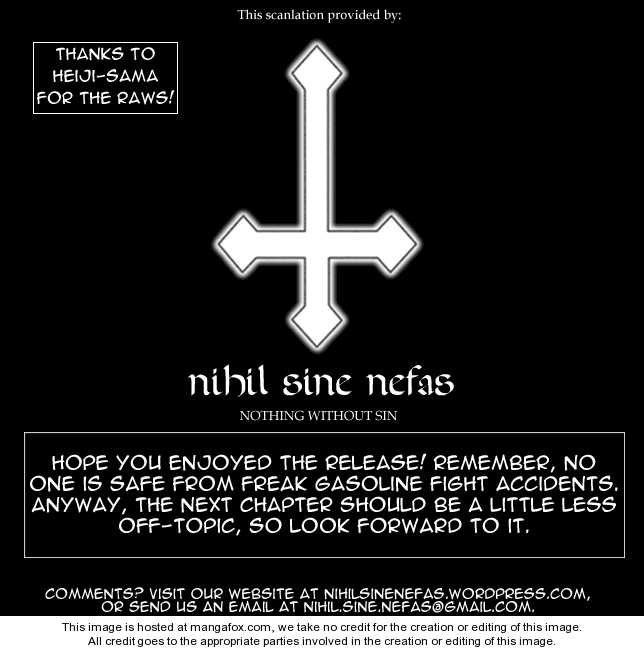 This scanlation provided by:
THANKS TO
HEIJI-SAMA
FOR THE RAWS!
nihil sine nefas
NOTHING WITHOUT SIN
HOPE YOU ENJOYED THE RELEASE! REMEMBER, NO
ONE IS SAFE FROM FREAK GASOLINE FIGHT ACCIDENTS.
ANYWAY, THE NEXT CHAPTER SHOULD BE A LITTLE LESS
OFF-TOPIC, SO LOOK FORWARD TO IT.
COMMENTS? VISIT OUR WEBSITE AT NIHILSINENEFAS.WORDPRESS.COM,
OR SEND US AN EMAIL AT NIHIL.SINE.NEFAS@GMAIL.COM.
This image is hosted at mangafox.com, we take no credit for the creation or editing of this image.
All credit goes to the appropriate parties involved in the creation or editing of this image.